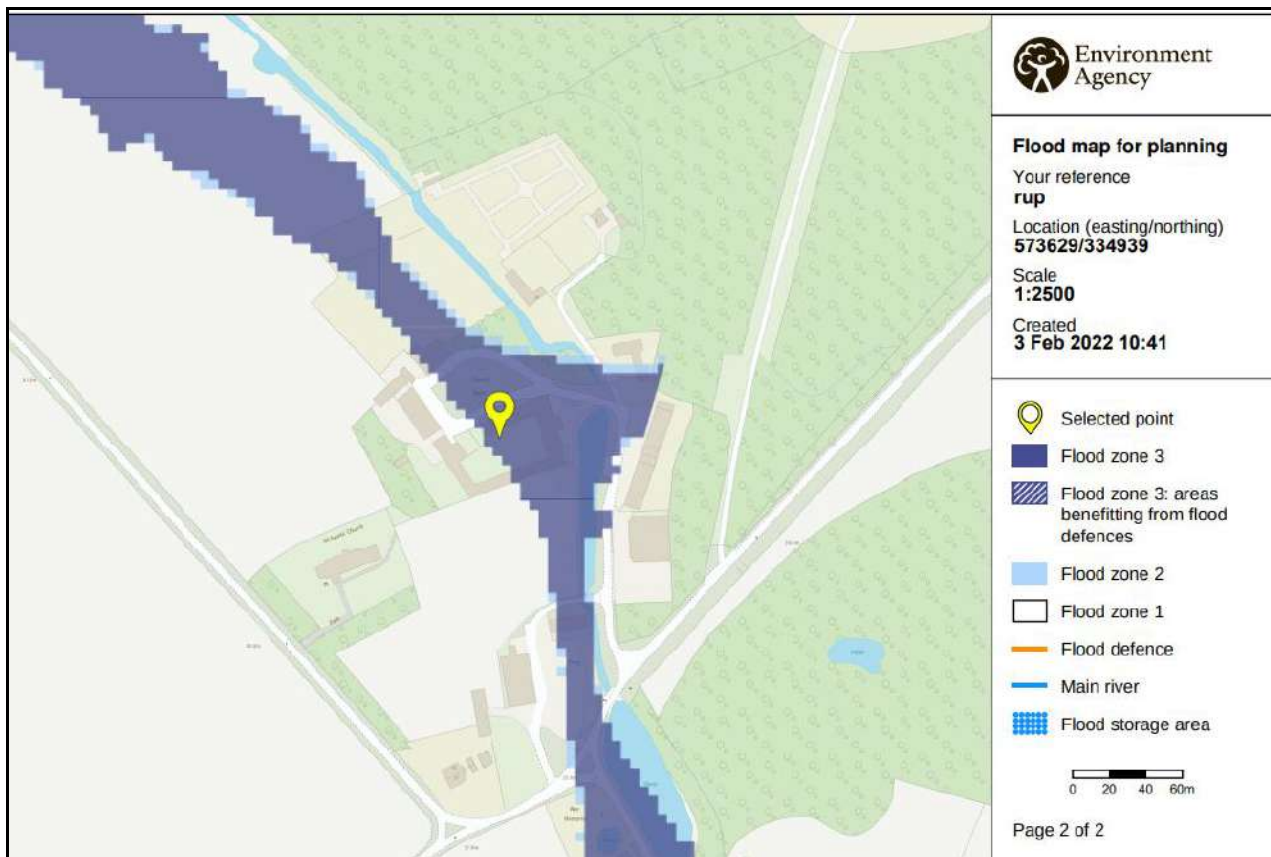 Environment
Agency
Flood map for planning
Your reference
rup
Location (easting/northing)
573629/334939
Scale
1:2500
Created
3 Feb 2022 10:41
Selected point
Flood zone 3
Flood zone 3: areas
benefitting from flood
defences
Flood zone 2
Flood zone 1
Flood defence
Main river
Flood storage area
0 20 40 60m
Page 2 of 2